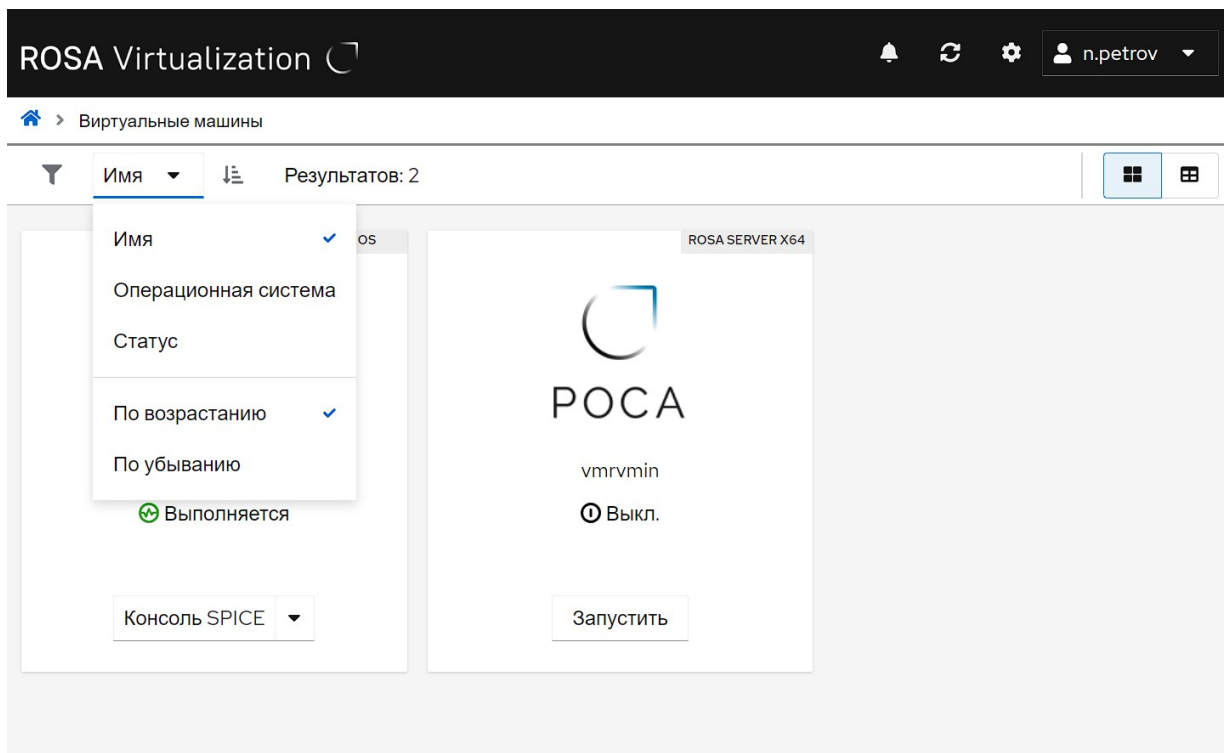 ROSA Virtualization
n.petrov
Виртуальные машины
Имя
Результатов: 2
Имя
Операционная система
Статус
По возрастанию
По убыванию
OS
Выполняется
Консоль SPICE
ROSA SERVER X64
РОСА
vmrvmin
Выкл.
Запустить